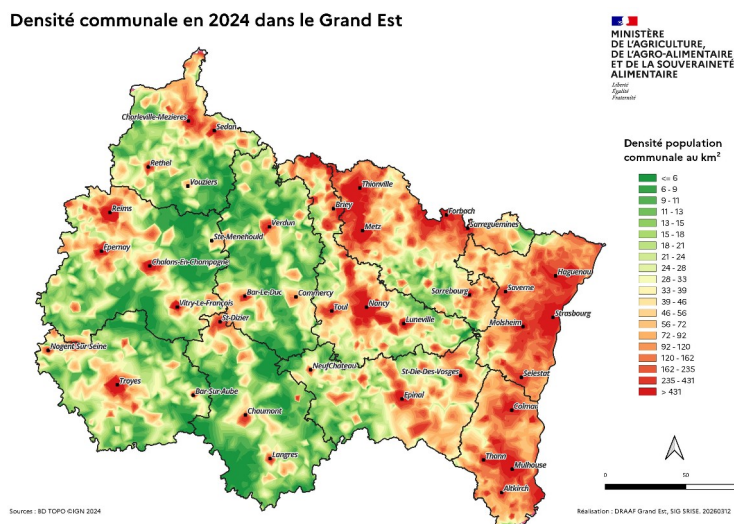 Densité communale en 2024 dans le Grand Est
MINISTÈRE
DE L'AGRICULTURE,
DE L'AGRO-ALIMENTAIRE
ET DE LA SOUVERAINETÉ
ALIMENTAIRE
Liberté
Égalité
Fraternité
Charleville-Mezieres
Sedan
Rethel
Vouziers
Thionville
Briey
Forbach
Sarreguemines
Reims
Verdun
Metz
Ste-Menehould
Épernay
Chalons-En-Champagne
Haguenau
Saverne
Sarrebourg
Bar-Le-Duc
Commercy
Vitry-Le-François
Toul
Nancy
St-Dizier
Strasbourg
Molsheim
Luneville
Nogent-Sur-Seine
NeufChateau
St-Die-Des-Vosges
Sélestat
Troyes
Bar-Sur-Aube
Epinal
Colmar
Chaumont
Langres
Thann
Mulhouse
Altkirch
Densité population
communale au km²
<= 6
6 - 9
9 - 11
11 - 13
13 - 15
15 - 18
18 - 21
21 - 24
24 - 28
28 - 33
33 - 39
39 - 46
46 - 56
56 - 72
72 - 92
92 - 120
120 - 162
162 - 235
235 - 431
> 431
0
50
Sources : BD TOPO ©IGN 2024
Réalisation : DRAAF Grand Est, SIG SRISE. 20260312